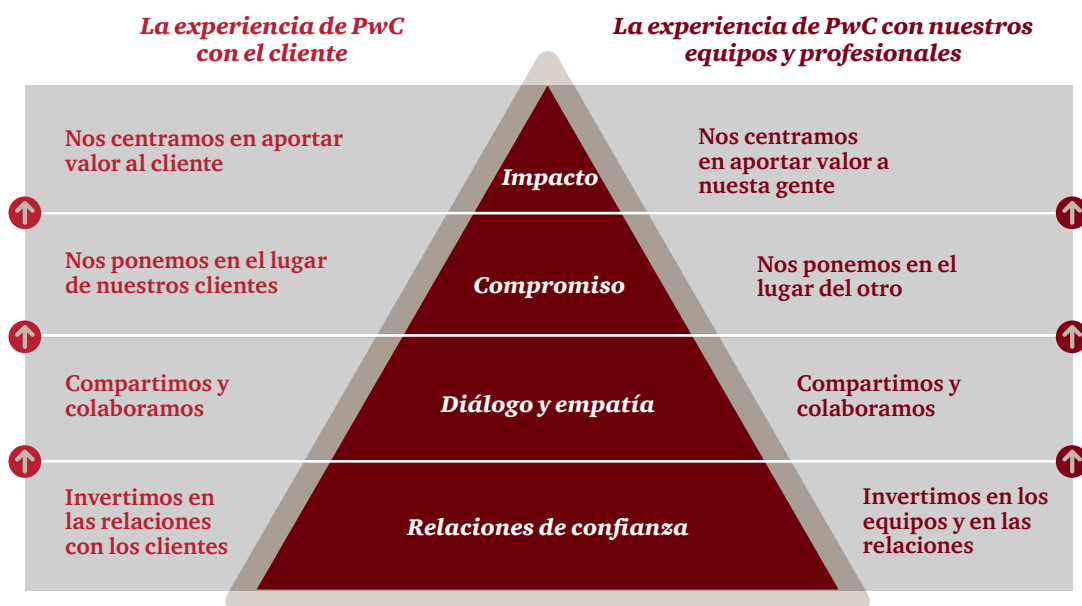 La experiencia de PwC
con el cliente
La experiencia de PwC con nuestros
equipos y profesionales
Nos centramos en aportar
valor al cliente
Impacto
Nos centramos
en aportar valor a
nuesta gente
Nos ponemos en el lugar
de nuestros clientes
Compromiso
Nos ponemos en el
lugar del otro
Compartimos y
colaboramos
Diálogo y empatía
Compartimos y
colaboramos
Invertimos en
las relaciones
con los clientes
Relaciones de confianza
Invertimos en los
equipos y en las
relaciones